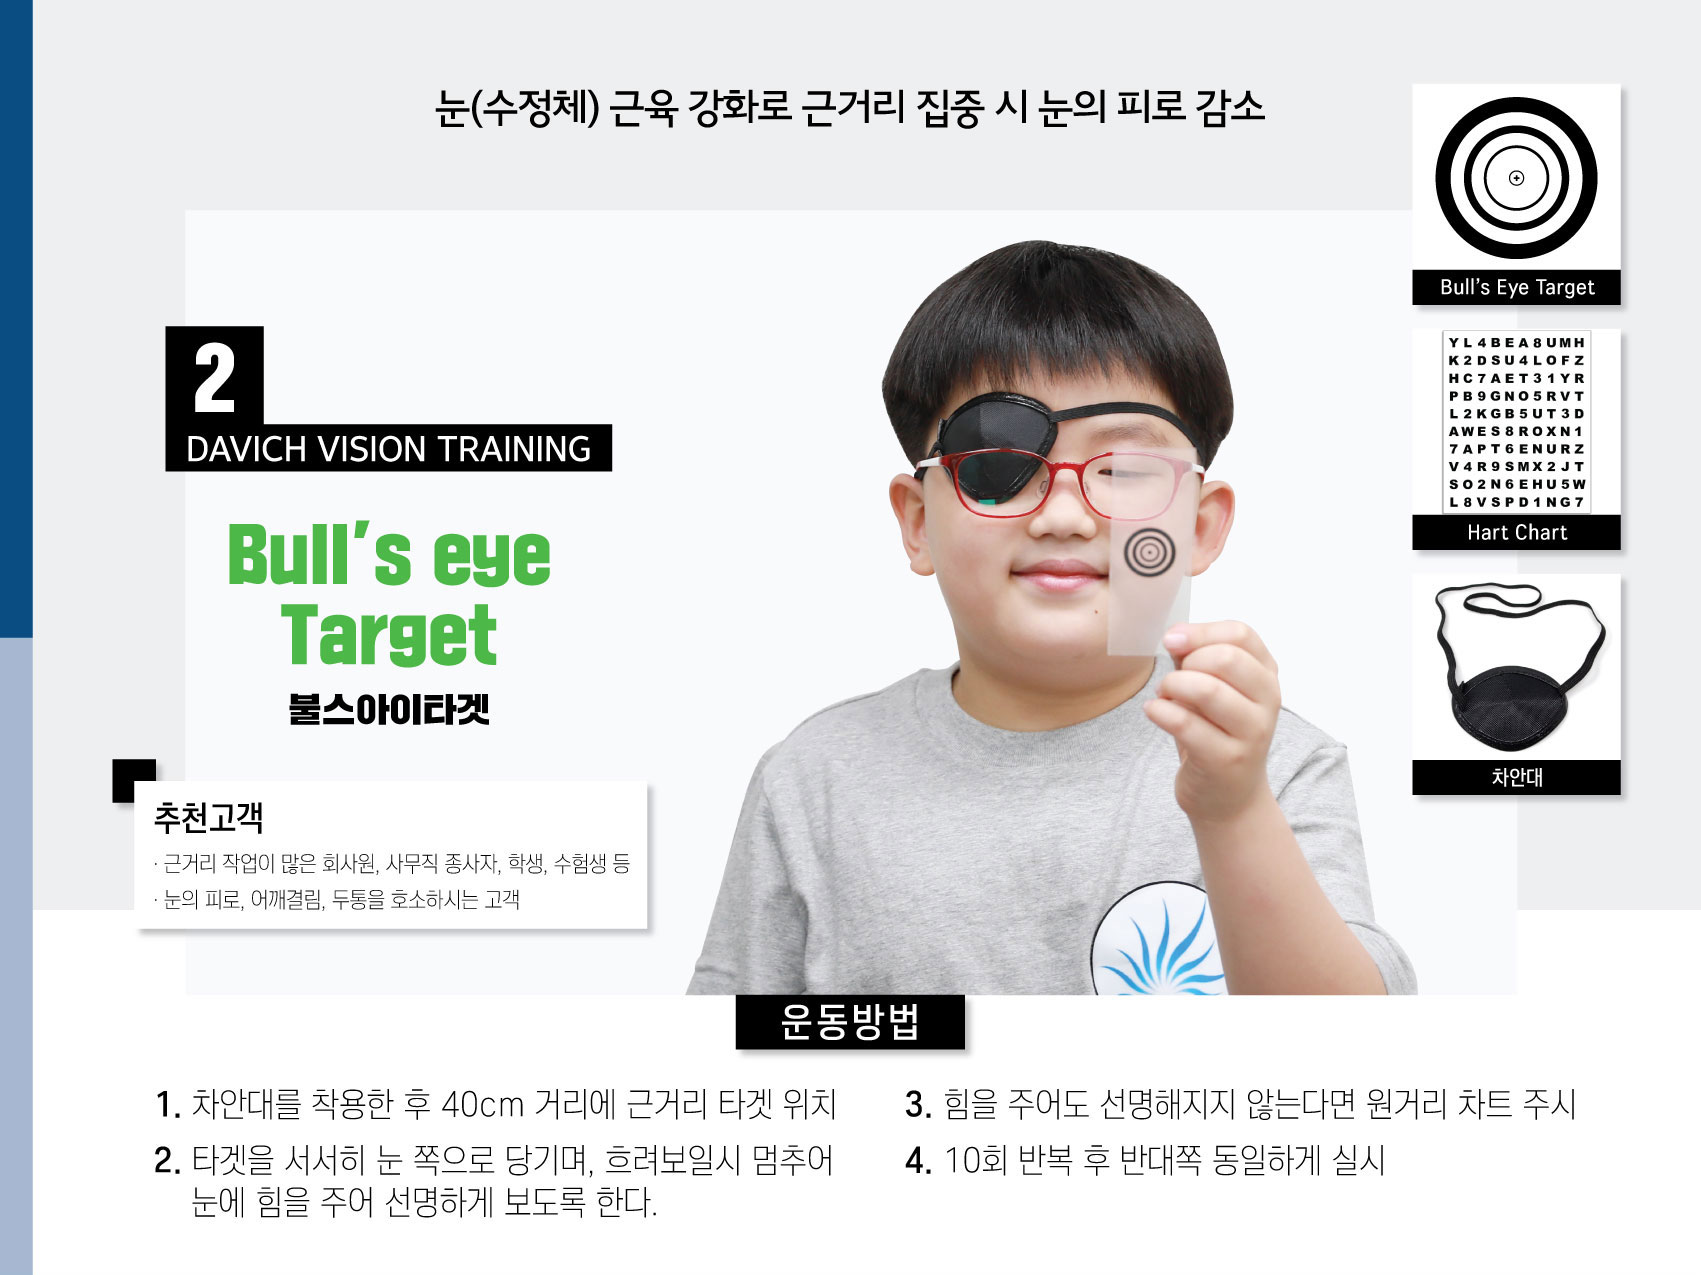 눈(수정체) 근육 강화로 근거리 집중 시 눈의 피로 감소
Bull's Eye Target
YL4BEA8UMH
K2DSU4LOFZ
HC7AET31YR
PB9GNO5RVT
L2KGB5UT3D
AWES8ROXN1
7APT6ENURZ
V4R9SMX2JT
SO2N6EHU5W
L8VSPD1NG7
Hart Chart
차안대
2
DAVICH VISION TRAINING
Bull's eye
Target
불스아이타겟
추천고객
· 근거리 작업이 많은 회사원, 사무직 종사자, 학생, 수험생 등
· 눈의 피로, 어깨결림, 두통을 호소하시는 고객
운동방법
1. 차안대를 착용한 후 40cm 거리에 근거리 타겟 위치
2. 타겟을 서서히 눈 쪽으로 당기며, 흐려보일시 멈추어
눈에 힘을 주어 선명하게 보도록 한다.
3. 힘을 주어도 선명해지지 않는다면 원거리 차트 주시
4. 10회 반복 후 반대쪽 동일하게 실시